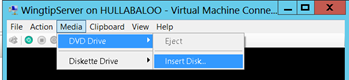 WingtipServer on HULLABALOO - Virtual Machine Conne...
File Action Media Clipboard View Help
DVD Drive Eject
Diskette Drive Insert Disk...